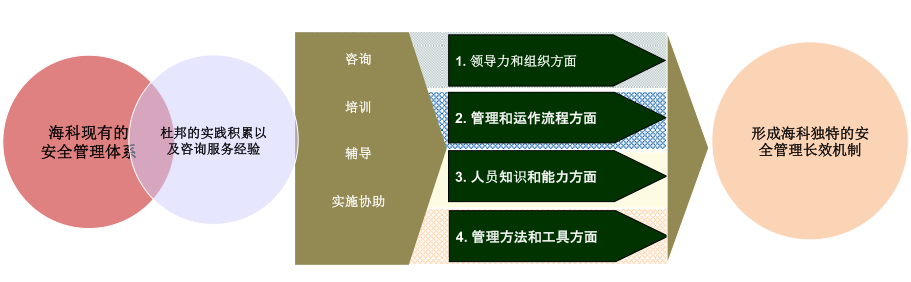 海科现有的
安全管理体系
杜邦的实践积累以
及咨询服务经验
咨询
培训
辅导
实施协助
1. 领导力和组织方面
2. 管理和运作流程方面
3. 人员知识和能力方面
4. 管理方法和工具方面
形成海科独特的安
全管理长效机制